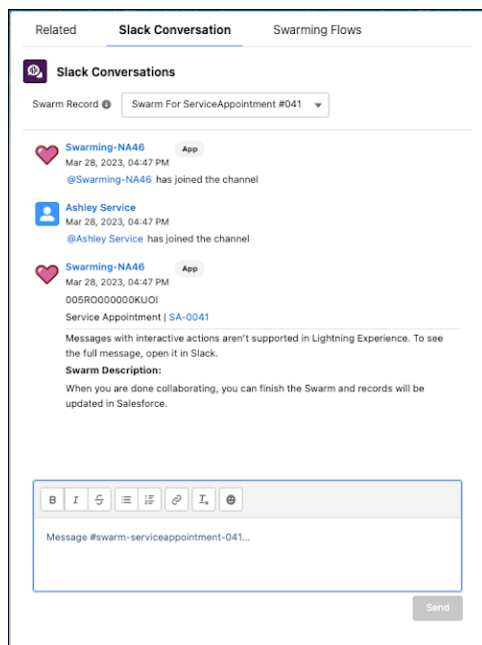 Related Slack Conversation Swarming Flows
Slack Conversations
Swarm Record Swarm For ServiceAppointment #041
Swarming-NA46 App
Mar 28, 2023, 04:47 PM
@Swarming-NA46 has joined the channel
Ashley Service
Mar 28, 2023, 04:47 PM
@Ashley Service has joined the channel
Swarming-NA46 App
Mar 28, 2023, 04:47 PM
005RO000000KUOI
Service Appointment | SA-0041
Messages with interactive actions aren't supported in Lightning Experience. To see
the full message, open it in Slack.
Swarm Description:
When you are done collaborating, you can finish the Swarm and records will be
updated in Salesforce.
B I S Tx
Message #swarm-serviceappointment-041...
Send